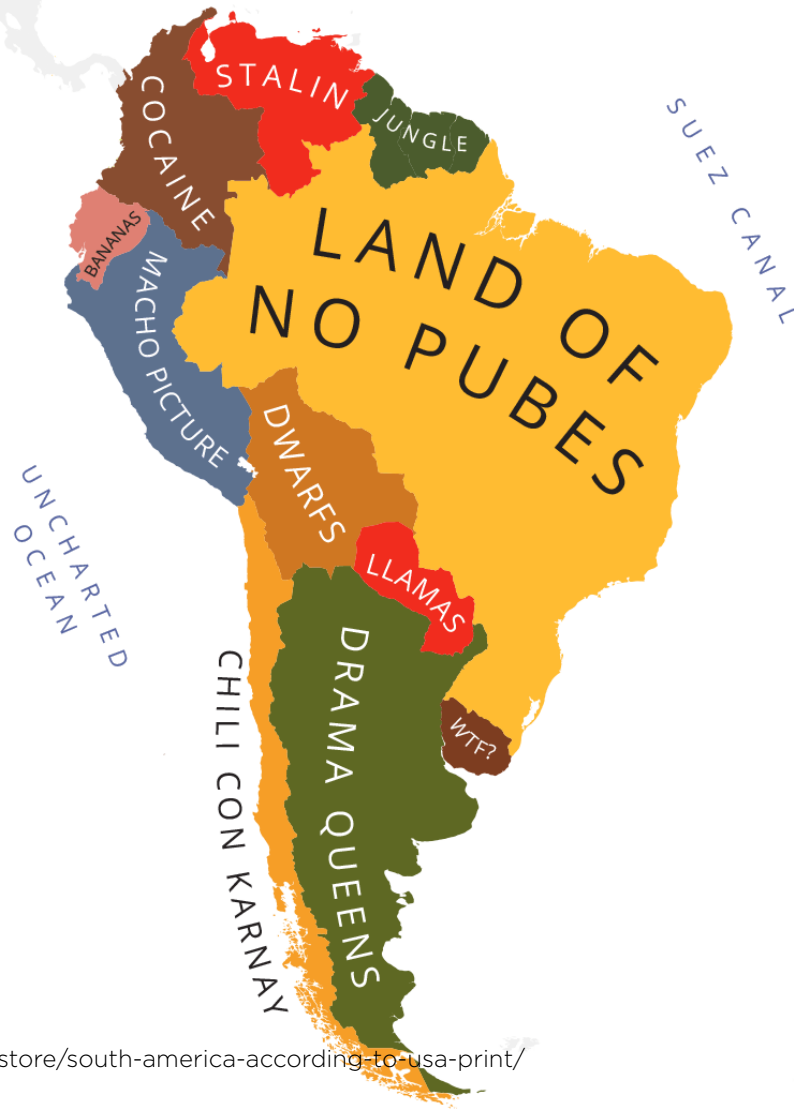 STALIN
COCAINE
JUNGLE
SUEZ CANAL
BANANAS
MACHO PICTURE
LAND OF
NO PUBES
DWARFS
UNCHARTED
OCEAN
LLAMAS
CHILI CON KARNAY
DRAMA QUEENS
WTF?
store/south-america-according-to-usa-print/